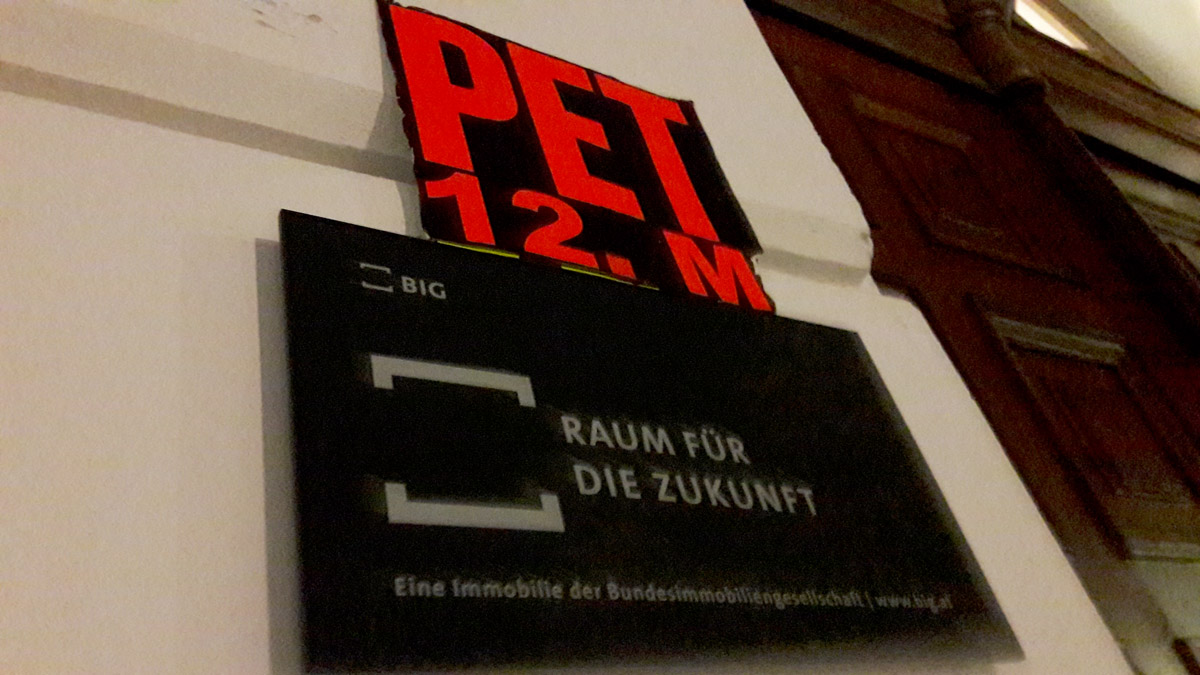 PET
12. M
BIG
RAUM FÜR
DIE ZUKUNFT
Eine Immobilie der Bundesimmobiliengesellschaft | www.big.at